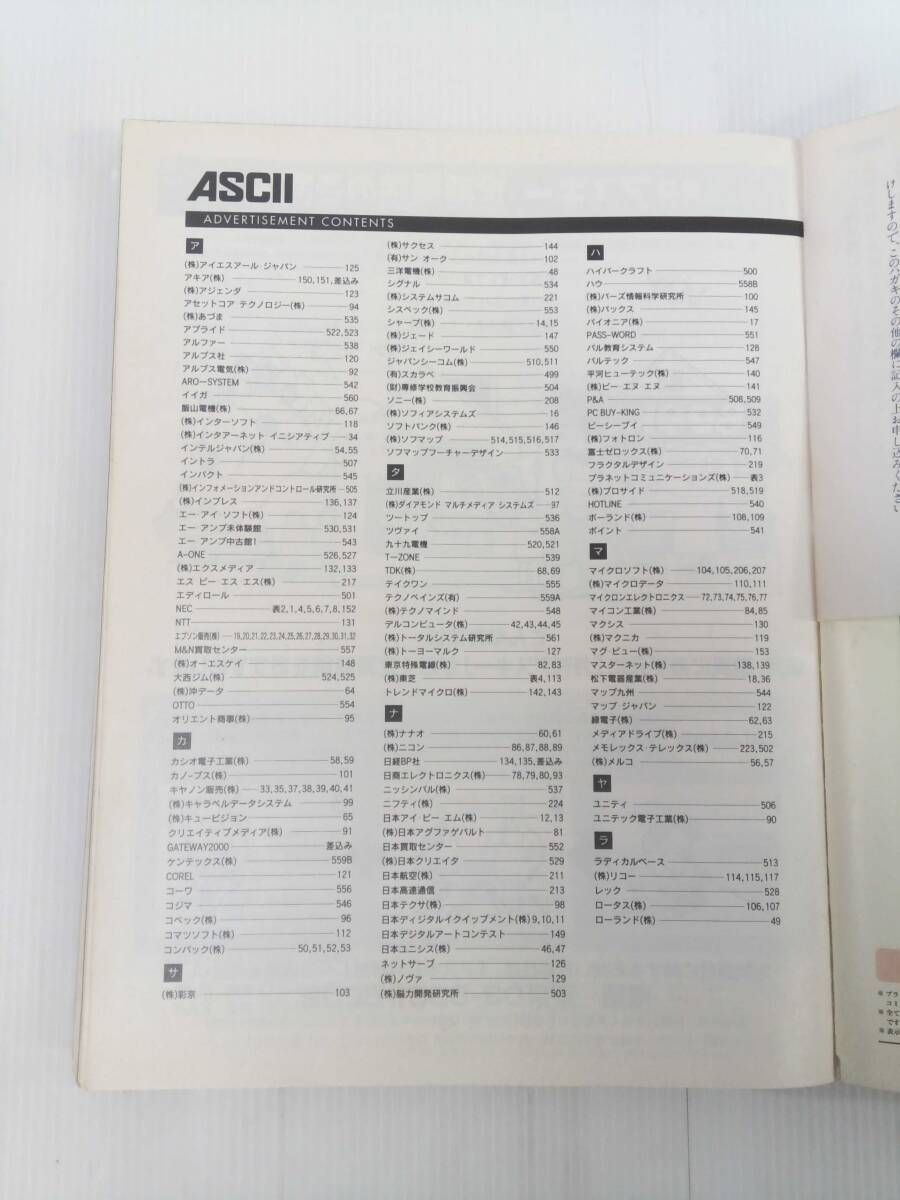 ASCII
ADVERTISEMENT CONTENTS
ア
(株)アイエスアール・ジャパン 125
アキア(株) 150,151,差込み
(株)アジェンダ 123
アセットコア テクノロジー(株) 94
(株)あづま 535
アプライド 522,523
アルファー 538
アルプス社 120
アルプス電気(株) 92
ARO—SYSTEM 542
イイガ 560
飯山電機(株) 66,67
(株)インターソフト 118
(株)インタアーネット イニシアティブ 34
インテルジャパン(株) 54,55
イントラ 507
インパクト 545
(株)インフォメーションアンドコントロール研究所 505
(株)インプレス 136,137
エー・アイ・ソフト(株) 124
エー アンプ未体験館 530,531
エー アンプ中古館1 543
A-ONE 526,527
(株)エクスメディア 132,133
エス ピー エス エス(株) 217
エディロール 501
NEC 表2,1,4,5,6,7,8,152
NTT 131
エプソン販売(株) 19,20,21,22,23,24,25,26,27,28,29,30,31,32
M&N買取センター 557
(株)オーエスケイ 148
大西ジム(株) 524,525
(株)沖データ 64
OTTO 554
オリエント商事(株) 95
カ
カシオ電子工業(株) 58,59
カノープス(株) 101
キヤノン販売(株) 33,35,37,38,39,40,41
(株)キャラベルデータシステム 99
(株)キュービジョン 65
クリエイティブメディア(株) 91
GATEWAY2000 差込み
ケンテックス(株) 559B
COREL 121
コーワ 556
コジマ 546
コベック(株) 96
コマツソフト(株) 112
コンパック(株) 50,51,52,53
サ
(株)彩京 103
(株)サクセス 144
(有)サン オーク 102
三洋電機(株) 48
シグナル 534
(株)システムサコム 221
シスペック(株) 553
シャープ(株) 14,15
(株)ジェード 147
(株)ジェイシーワールド 550
ジャパンシーコム(株) 510,511
(有)スカラベ 499
(財)専修学校教育振興会 504
ソニー(株) 208
(株)ソフィアシステムズ 16
ソフトバンク(株) 146
(株)ソフマップ 514,515,516,517
ソフマップフューチャーデザイン 533
タ
立川産業(株) 512
(株)ダイアモンド マルチメディア システムズ 97
ツートップ 536
ツヴァイ 558A
九十九電機 520,521
T—ZONE 539
TDK(株) 68,69
テイクワン 555
テクノベインズ(有) 559A
(株)テクノマインド 548
デルコンピュータ(株) 42,43,44,45
(株)トータルシステム研究所 561
(株)トーヨーマルク 127
東京特殊電線(株) 82,83
(株)東芝 表4,113
トレンドマイクロ(株) 142,143
ナ
(株)ナナオ 60,61
(株)ニコン 86,87,88,89
日経BP社 134,135,差込み
日商エレクトロニクス(株) 78,79,80,93
ニッシンパル(株) 537
ニフティ(株) 224
日本アイ・ビー・エム(株) 12,13
(株)日本アグファゲバルト 81
日本買取センター 552
(株)日本クリエイタ 529
日本航空(株) 211
日本高速通信 213
日本テクサ(株) 98
日本ディジタルイクイップメント(株) 9,10,11
日本デジタルアートコンテスト 149
日本ユニシス(株) 46,47
ネットサーブ 126
(株)ノヴァ 129
(株)脳力開発研究所 503
ハ
ハイパークラフト 500
ハウ 558B
(株)バーズ情報科学研究所 100
(株)バックス 145
パイオニア(株) 17
PASS-WORD 551
パル教育システム 128
パルテック 547
平河ヒューテック(株) 140
(株)ビー エヌ エヌ 141
P&A 508,509
PC BUY-KING 532
ピーシーブイ 549
(株)フォトロン 116
富士ゼロックス(株) 70,71
フラクタルデザイン 219
プラネットコミュニケーションズ(株) 表3
(株)プロサイド 518,519
HOTLINE 540
ボーランド(株) 108,109
ポイント 541
マ
マイクロソフト(株) 104,105,206,207
(株)マイクロデータ 110,111
マイクロンエレクトロニクス 72,73,74,75,76,77
マイコン工業(株) 84,85
マクシス 130
(株)マクニカ 119
マグ・ビュー(株) 153
マスターネット(株) 138,139
松下電器産業(株) 18,36
マップ九州 544
マップ ジャパン 122
緑電子(株) 62,63
メディアドライブ(株) 215
メモレックス・テレックス(株) 223,502
(株)メルコ 56,57
ヤ
ユニティ 506
ユニテック電子工業(株) 90
ラ
ラディカルベース 513
(株)リコー 114,115,117
レック 528
ロータス(株) 106,107
ローランド(株) 49
けしますので、このハガキのその他の欄に記入の上お申し込みください
※プラ
コミ
※全て
です
※表示